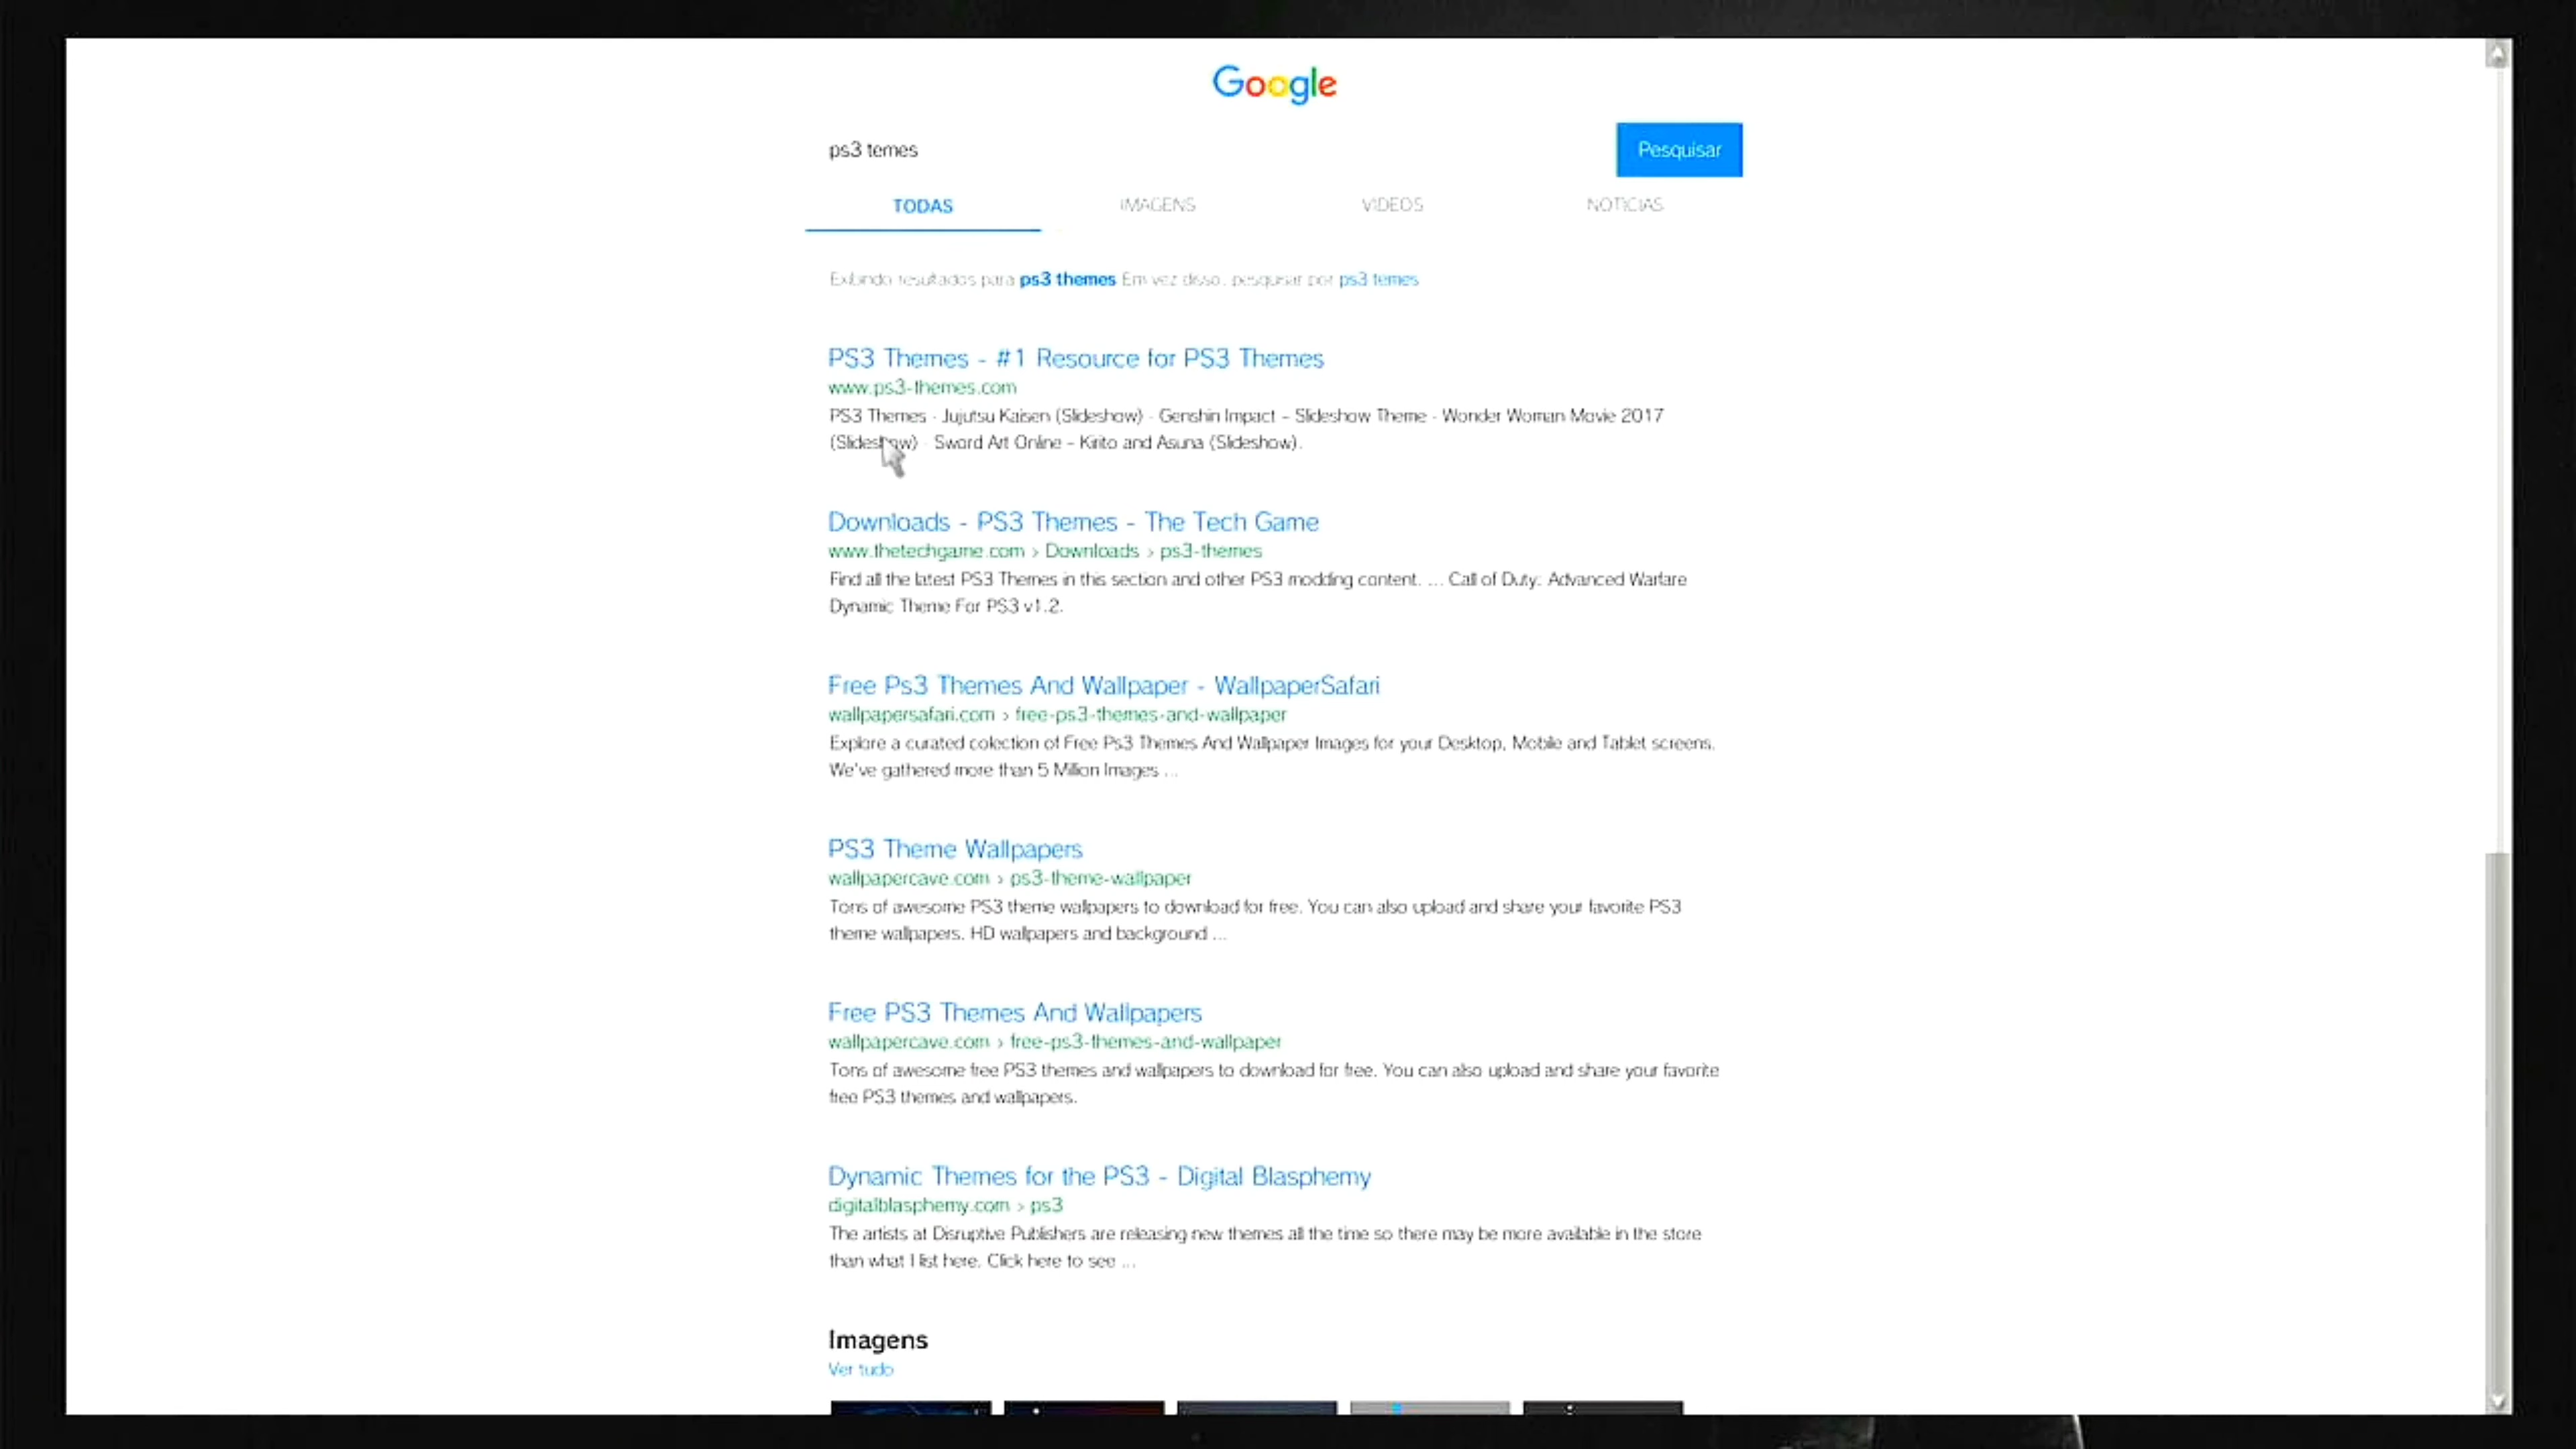 Google
ps3 temes
Pesquisar
TODAS
IMAGENS
VIDEOS
NOTICIAS
Exibindo resultados para ps3 themes Em vez disso, pesquisar por ps3 temes
PS3 Themes - #1 Resource for PS3 Themes
www.ps3-themes.com
PS3 Themes · Jujutsu Kaisen (Slideshow) · Genshin Impact – Slideshow Theme · Wonder Woman Movie 2017
(Slideshow) · Sword Art Online – Kirito and Asuna (Slideshow).
Downloads - PS3 Themes - The Tech Game
www.thetechgame.com › Downloads › ps3-themes
Find all the latest PS3 Themes in this section and other PS3 modding content. ... Call of Duty: Advanced Warfare
Dynamic Theme For PS3 v1.2.
Free Ps3 Themes And Wallpaper - WallpaperSafari
wallpapersafari.com › free-ps3-themes-and-wallpaper
Explore a curated colection of Free Ps3 Themes And Wallpaper Images for your Desktop, Mobile and Tablet screens.
We've gathered more than 5 Million Images ...
PS3 Theme Wallpapers
wallpapercave.com › ps3-theme-wallpaper
Tons of awesome PS3 theme wallpapers to download for free. You can also upload and share your favorite PS3
theme wallpapers. HD wallpapers and background ...
Free PS3 Themes And Wallpapers
wallpapercave.com › free-ps3-themes-and-wallpaper
Tons of awesome free PS3 themes and wallpapers to download for free. You can also upload and share your favorite
free PS3 themes and wallpapers.
Dynamic Themes for the PS3 - Digital Blasphemy
digitalblasphemy.com › ps3
The artists at Disruptive Publishers are releasing new themes all the time so there may be more available in the store
than what I list here. Click here to see ...
Imagens
Ver tudo